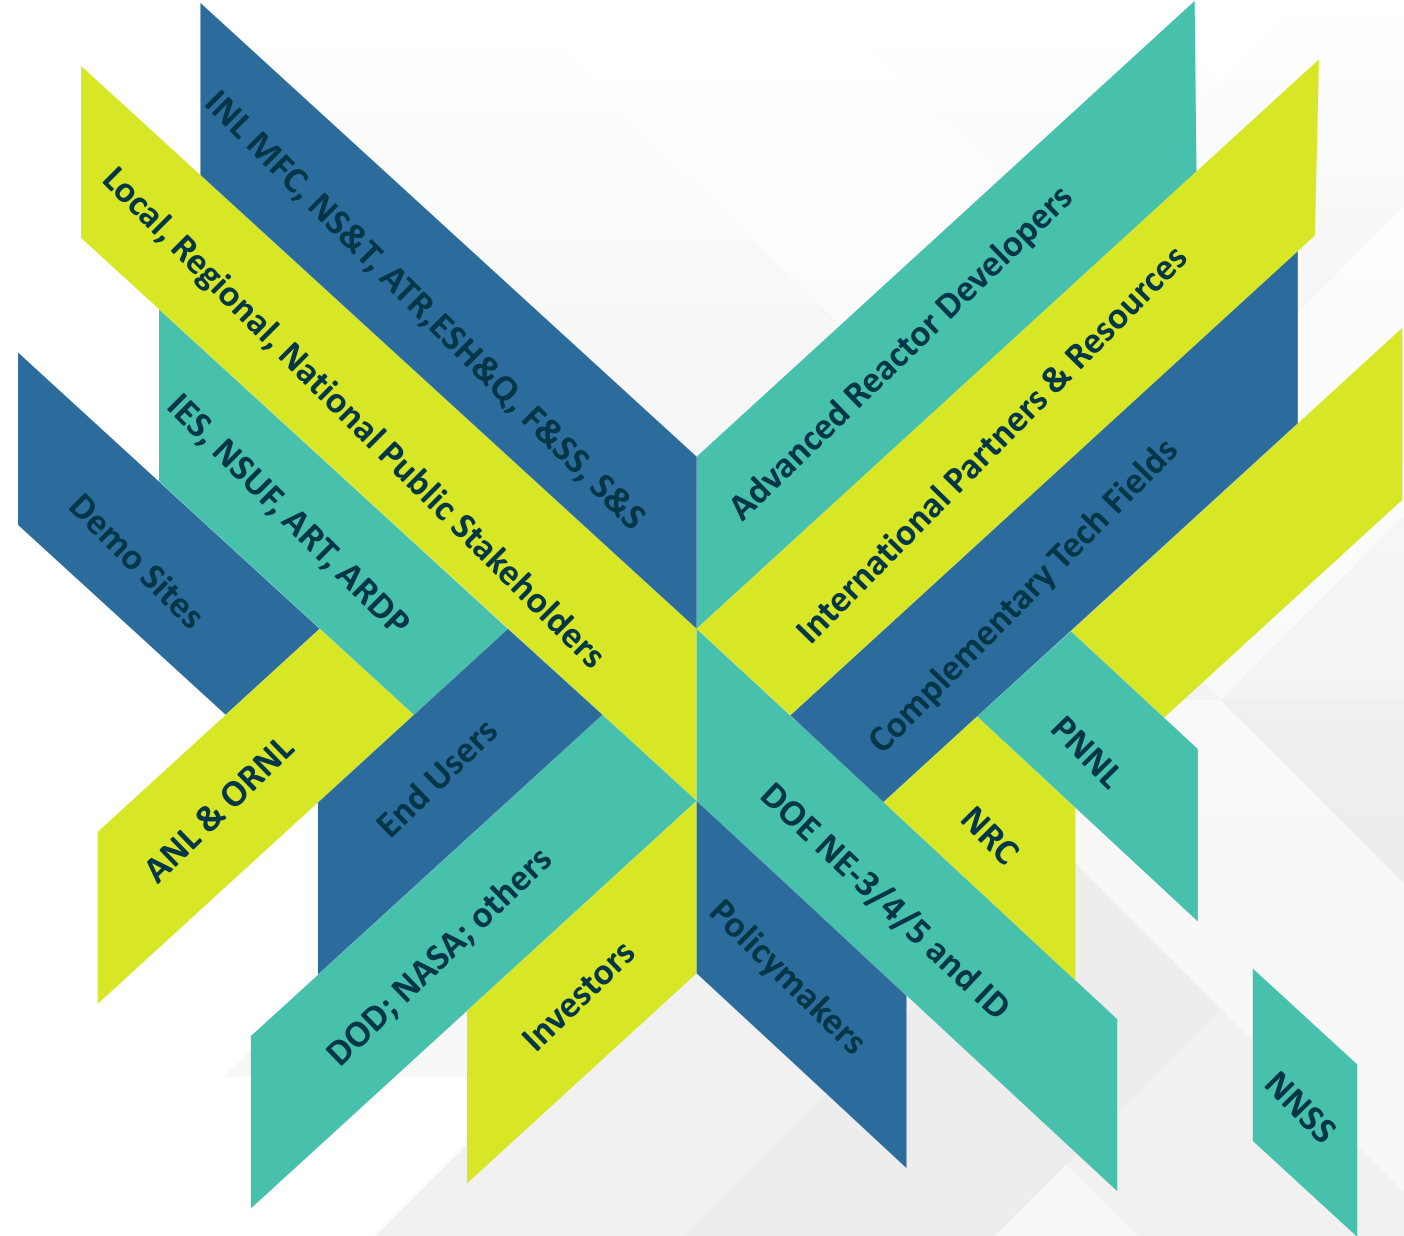 INL MFC, NS&T, ATR,ESH&Q, F&SS, S&S
Local, Regional, National Public Stakeholders
IES, NSUF, ART, ARDP
Demo Sites
Advanced Reactor Developers
International Partners & Resources
Complementary Tech Fields
ANL & ORNL
End Users
DOD; NASA; others
Investors
Policymakers
DOE NE-3/4/5 and ID
NRC
PNNL
NNSS